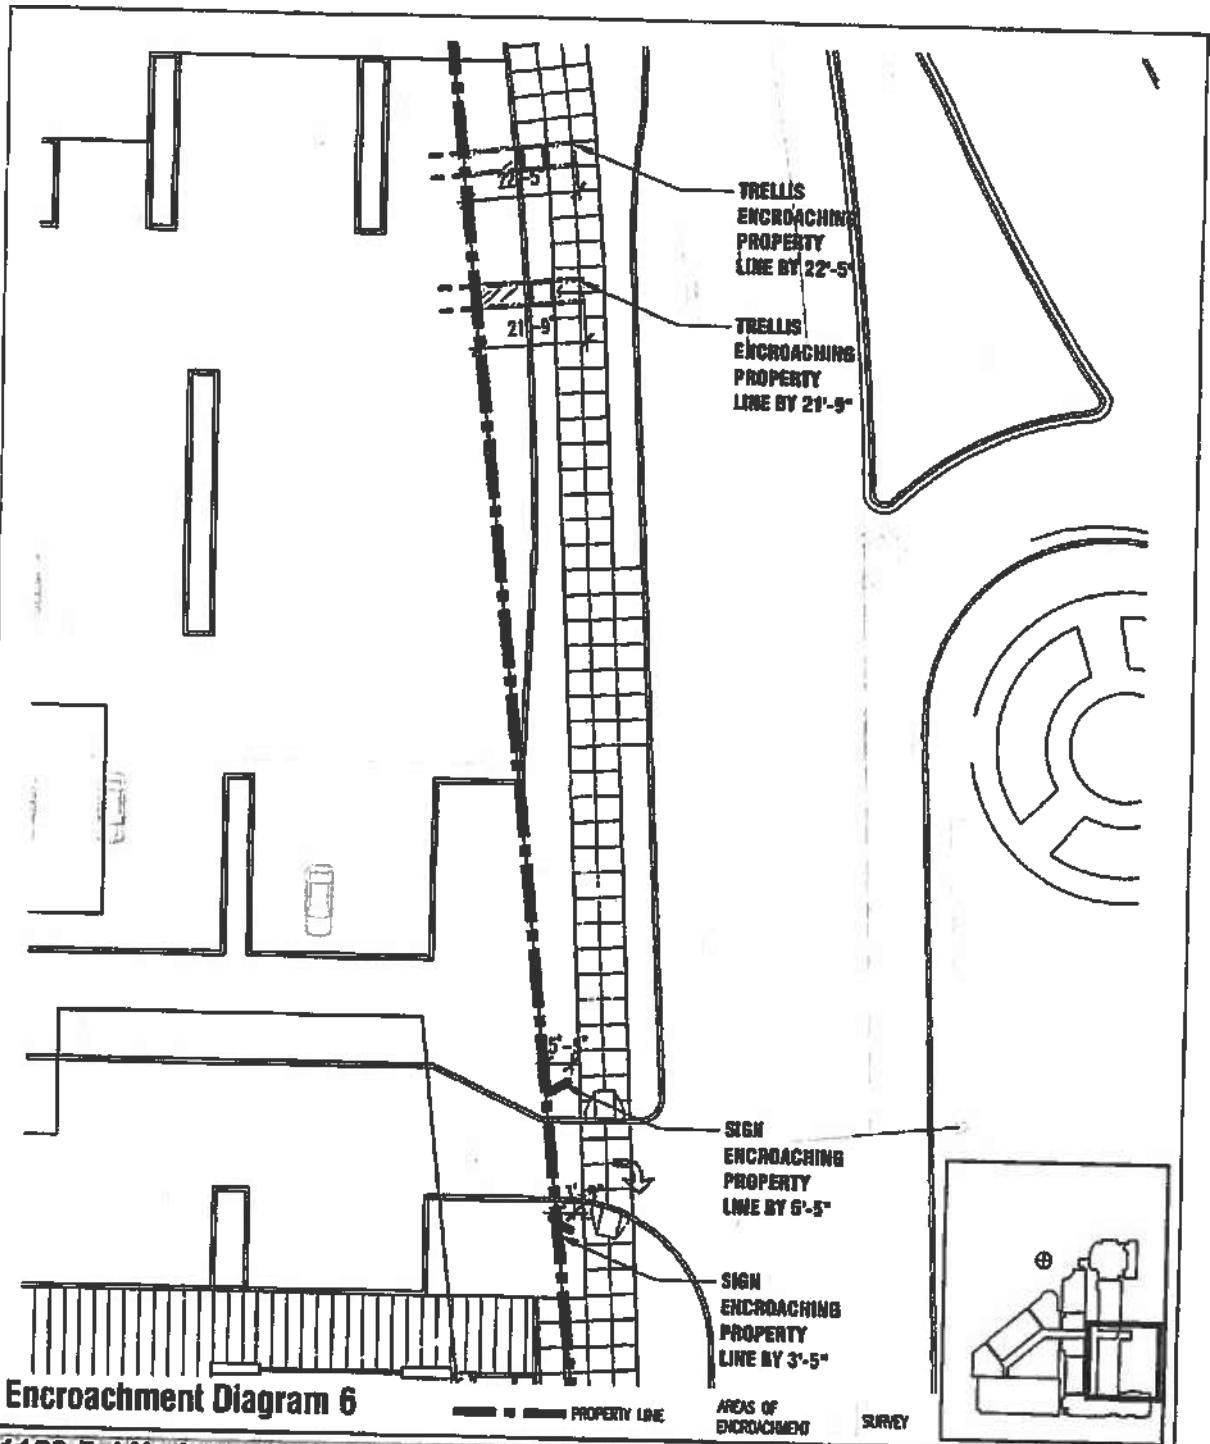 22'-5"
TRELLIS
ENCROACHING
PROPERTY
LINE BY 22'-5"
21'-9"
TRELLIS
ENCROACHING
PROPERTY
LINE BY 21'-9"
SIGN
ENCROACHING
PROPERTY
LINE BY 5'-5"
SIGN
ENCROACHING
PROPERTY
LINE BY 3'-5"
Encroachment Diagram 6
PROPERTY LINE
AREAS OF
ENCROACHMENT
SURVEY